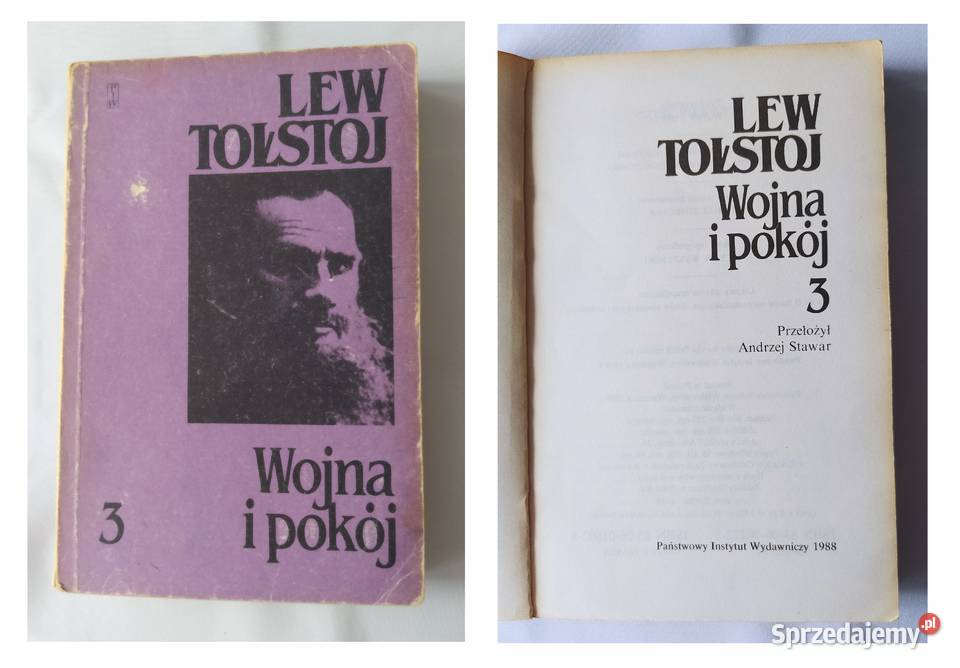 LEW
TOŁSTOJ
Wojna
i pokój
3
LEW
TOŁSTOJ
Wojna
i pokój
3
Przełożył
Andrzej Stawar
Państwowy Instytut Wydawniczy 1988
Sprzedajemy.pl